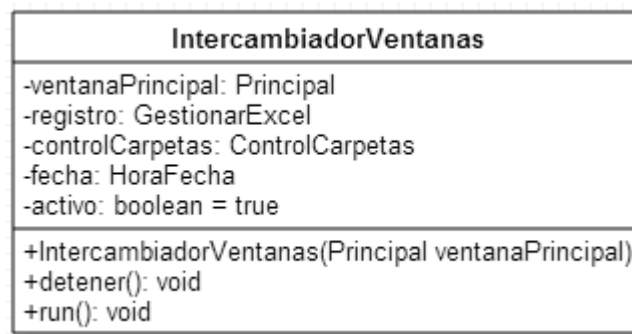 IntercambiadorVentanas
-ventanaPrincipal: Principal
-registro: GestionarExcel
-controlCarpetas: ControlCarpetas
-fecha: HoraFecha
-activo: boolean = true
+IntercambiadorVentanas(Principal ventanaPrincipal)
+detener(): void
+run(): void